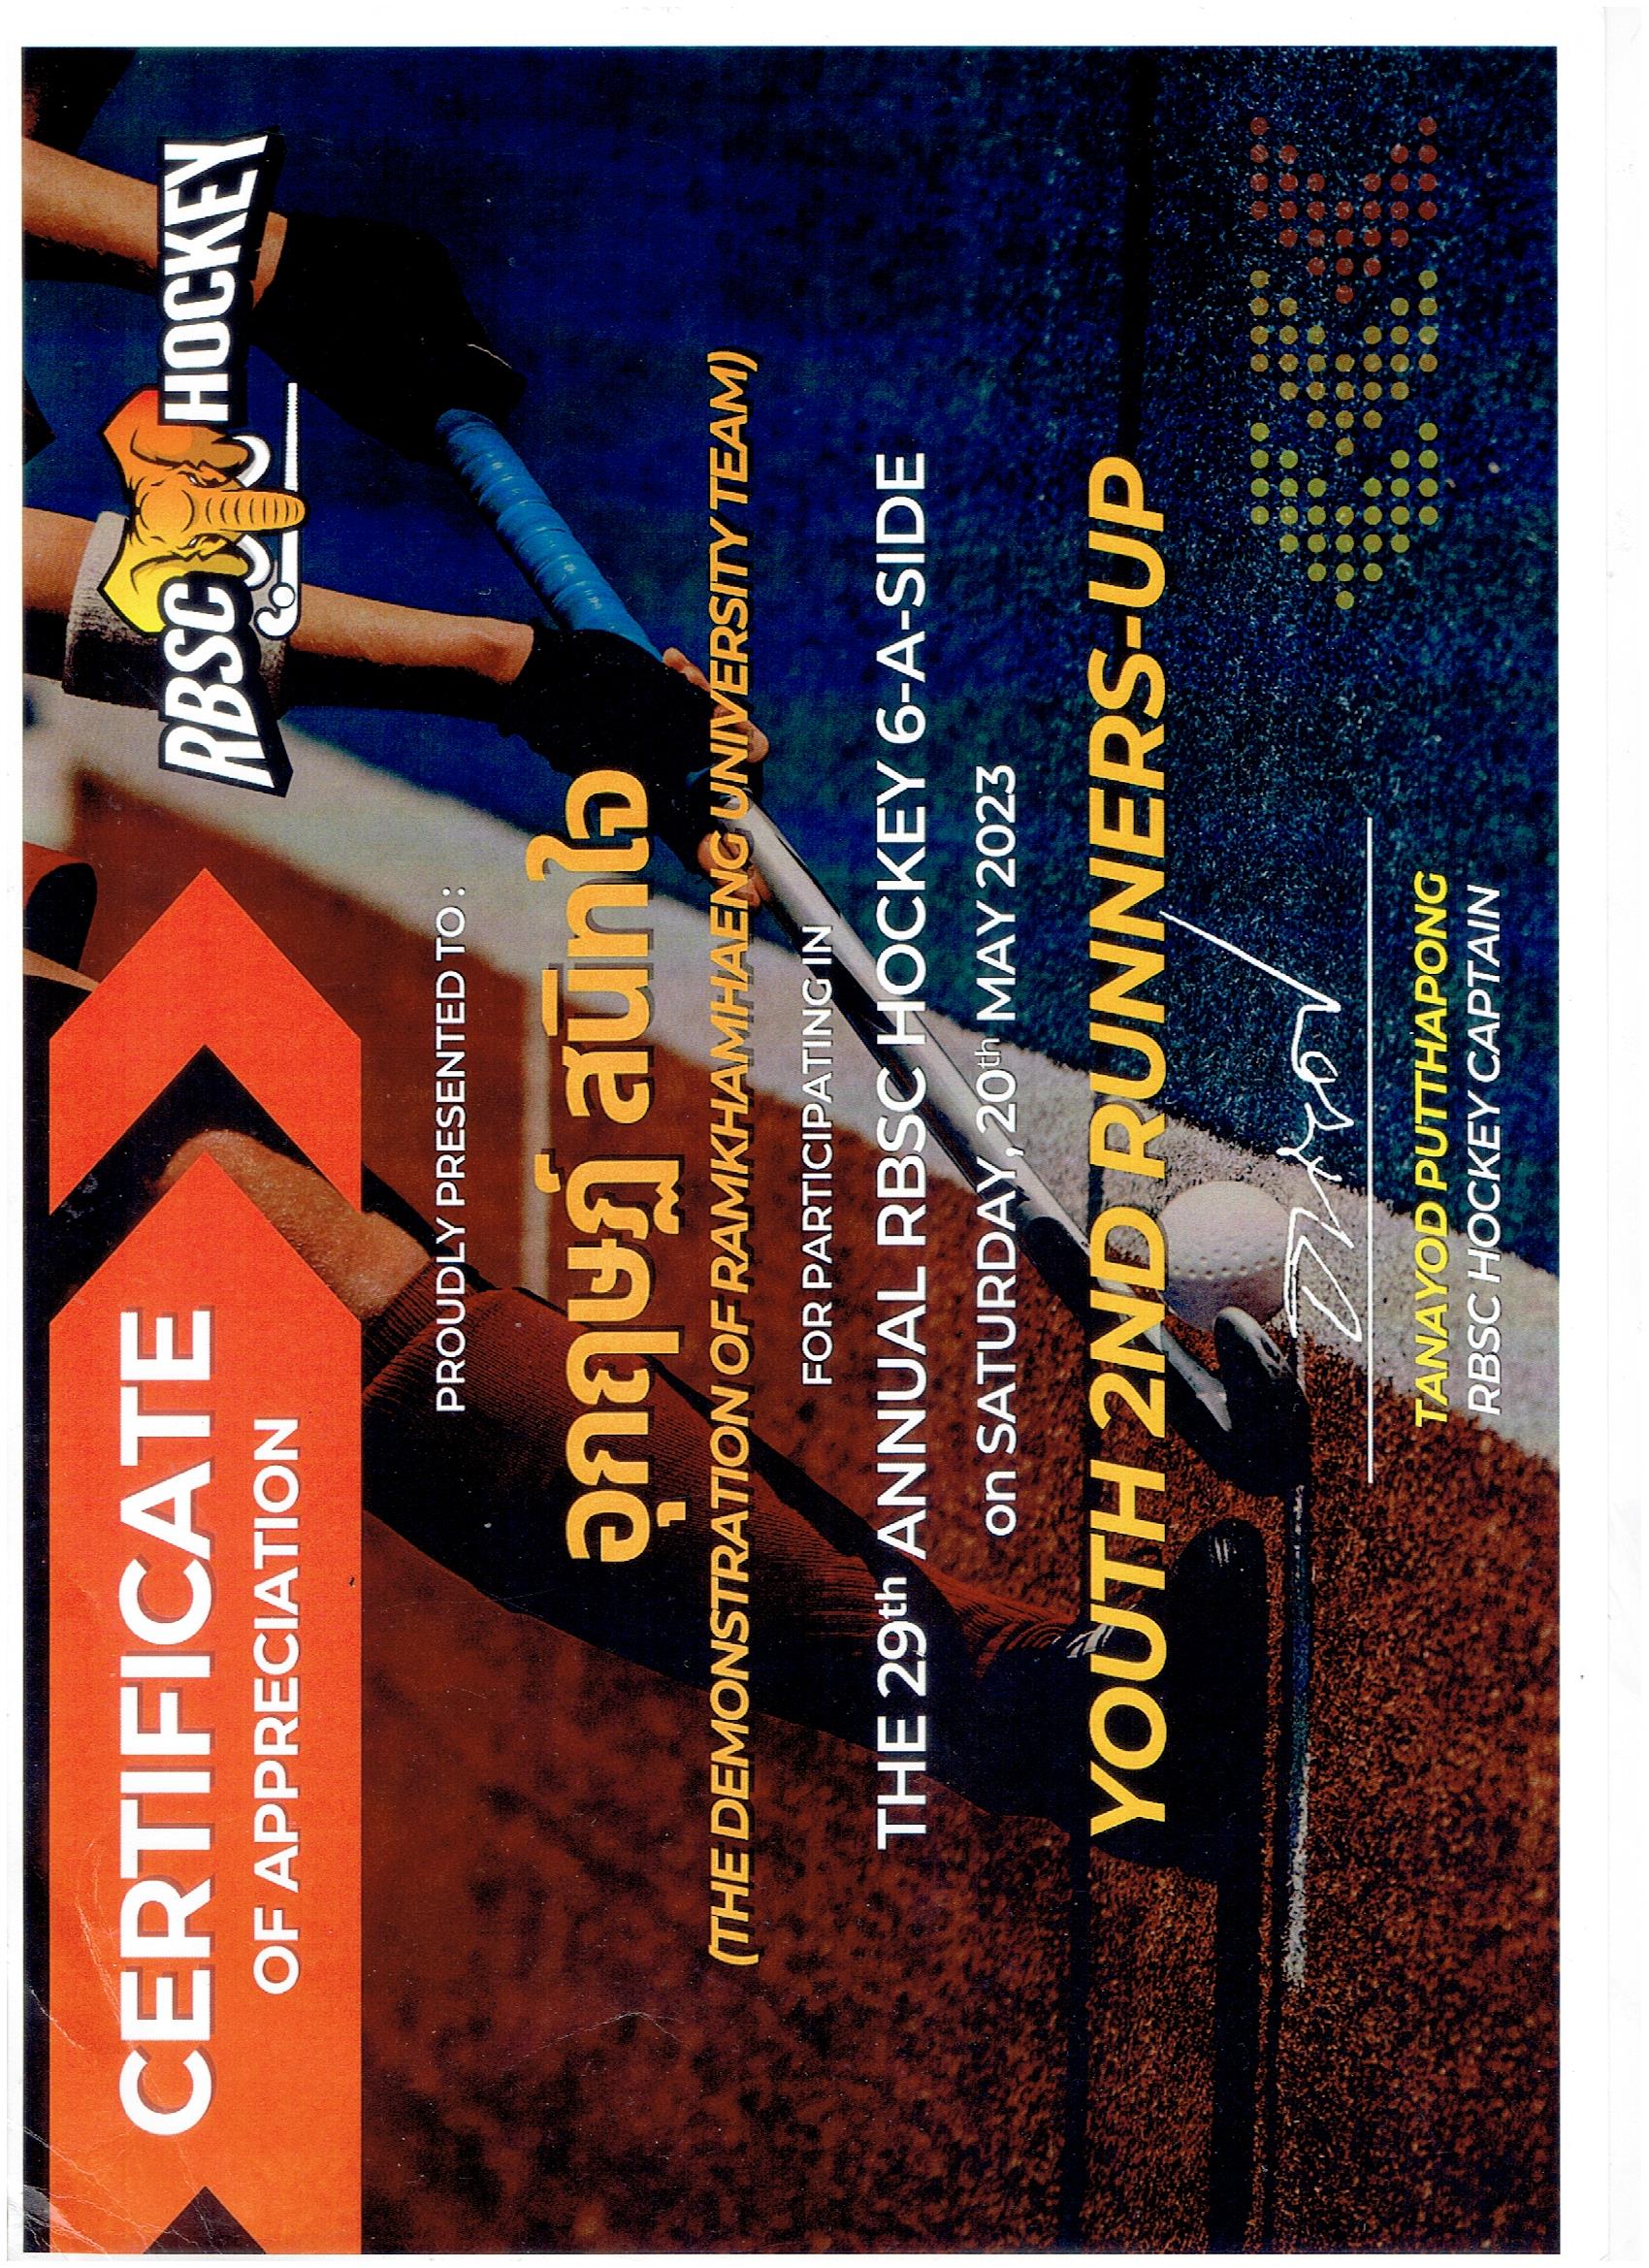 CERTIFICATE
OF APPRECIATION
RBSC HOCKEY
PROUDLY PRESENTED TO :
อุกฤษฏ์ สนิทใจ
(THE DEMONSTRATION OF RAMKHAMHAENG UNIVERSITY TEAM)
FOR PARTICIPATING IN
THE 29th ANNUAL RBSC HOCKEY 6-A-SIDE
on SATURDAY, 20th MAY 2023
YOUTH 2ND RUNNERS-UP
TANAYOD PUTTHAPONG
RBSC HOCKEY CAPTAIN